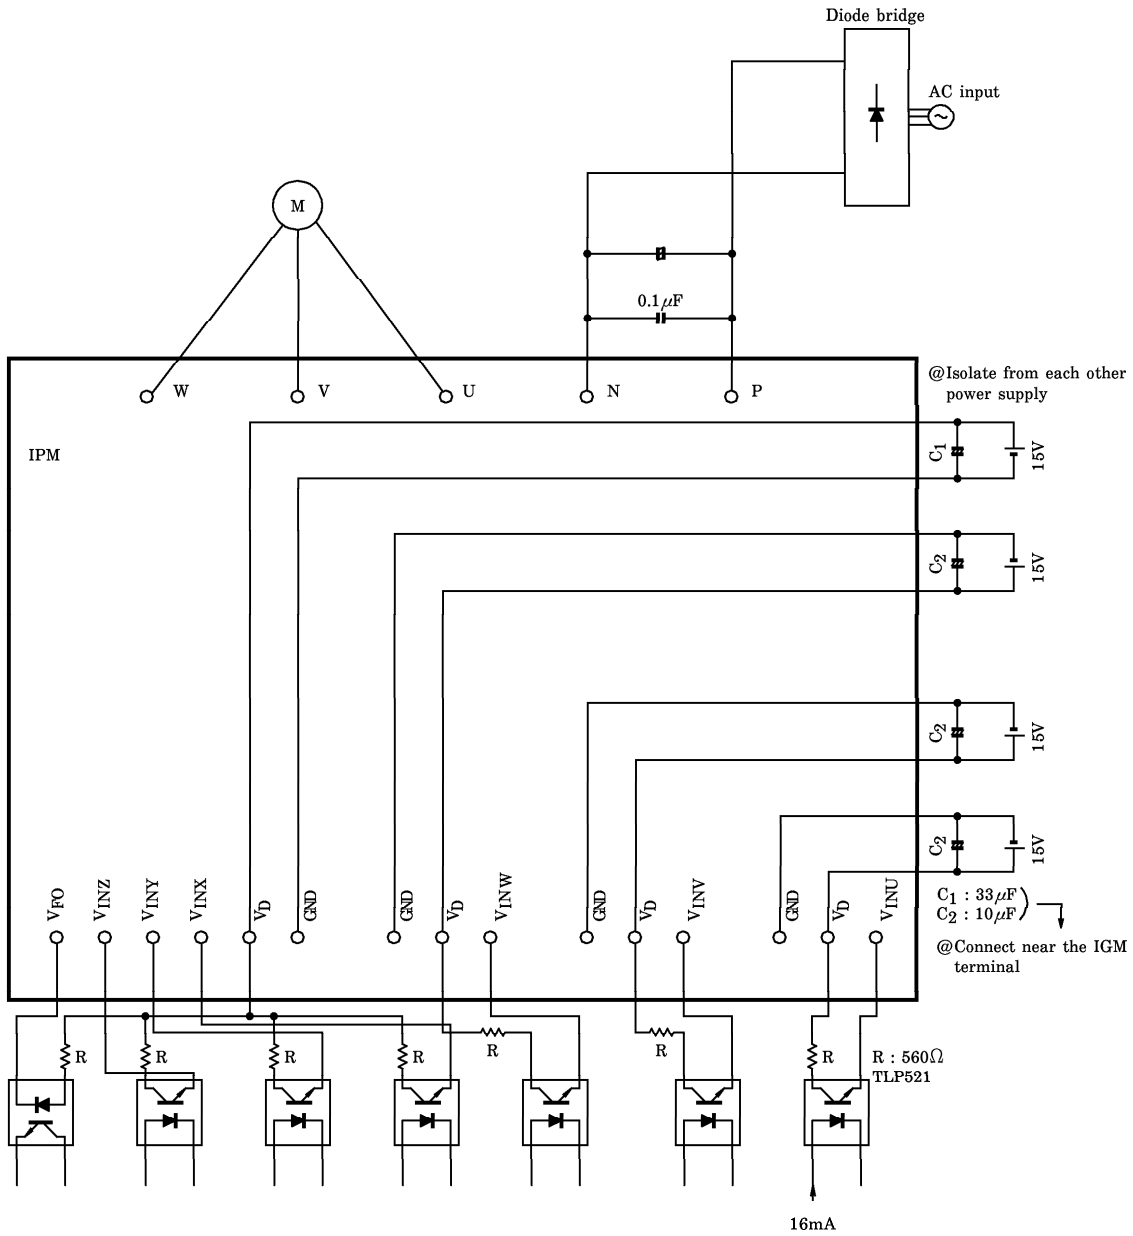 Diode bridge
AC input
M
0.1μF
W
V
U
N
P
@Isolate from each other
power supply
IPM
C1
15V
C2
15V
C2
15V
C2
15V
VFO
VINZ
VINY
VINX
VD
GND
GND
VD
VINW
GND
VD
VINV
GND
VD
VINU
C1 : 33μF
C2 : 10μF
@Connect near the IGM
terminal
R
R
R
R
R
R
R
R : 560Ω
TLP521
16mA